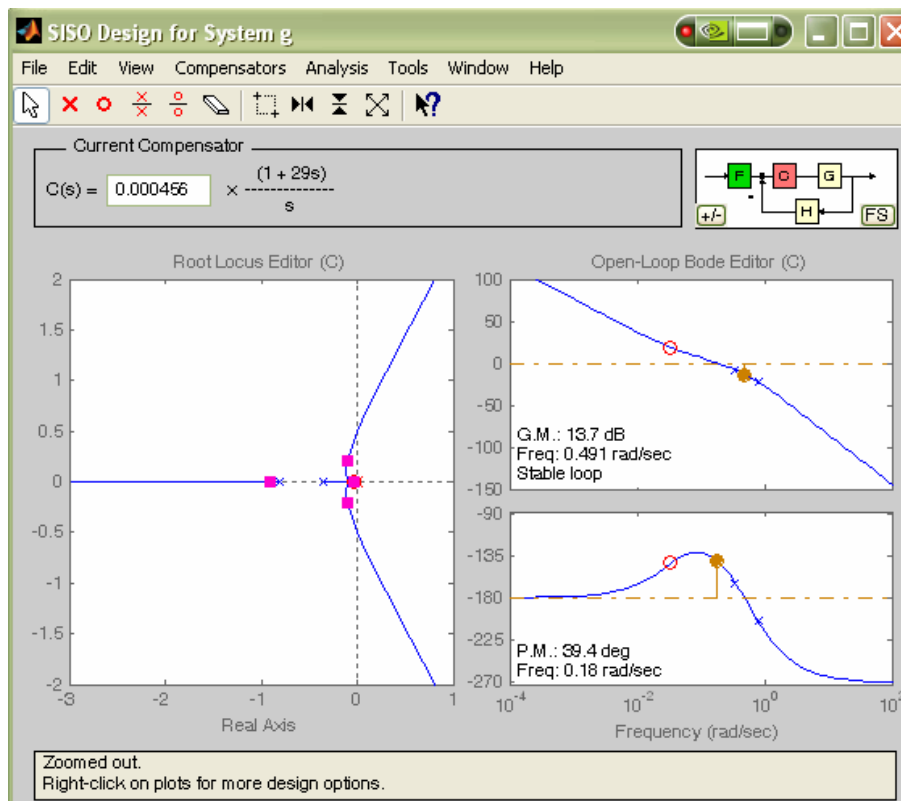 SISO Design for System g
File Edit View Compensators Analysis Tools Window Help
Current Compensator
C(s) = 0.000456 × (1 + 29s)
--------------
s
F C G
H
+/- FS
Root Locus Editor (C)
2
1.5
1
0.5
0
-0.5
-1
-1.5
-2
-3 -2 -1 0 1
Real Axis
Open-Loop Bode Editor (C)
100
50
0
-50
-100
-150
G.M.: 13.7 dB
Freq: 0.491 rad/sec
Stable loop
-90
-135
-180
-225
-270
P.M.: 39.4 deg
Freq: 0.18 rad/sec
10⁻⁴ 10⁻² 10⁰ 10²
Frequency (rad/sec)
Zoomed out.
Right-click on plots for more design options.